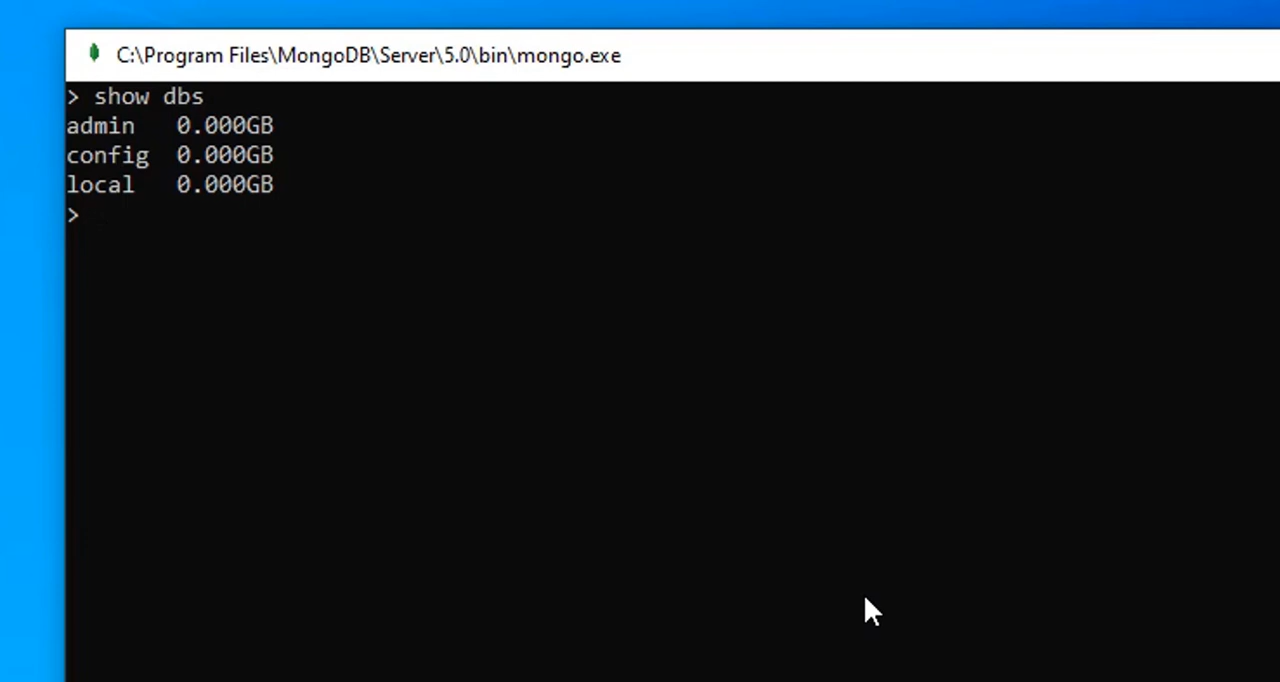 C:\Program Files\MongoDB\Server\5.0\bin\mongo.exe
> show dbs
admin   0.000GB
config  0.000GB
local   0.000GB
>